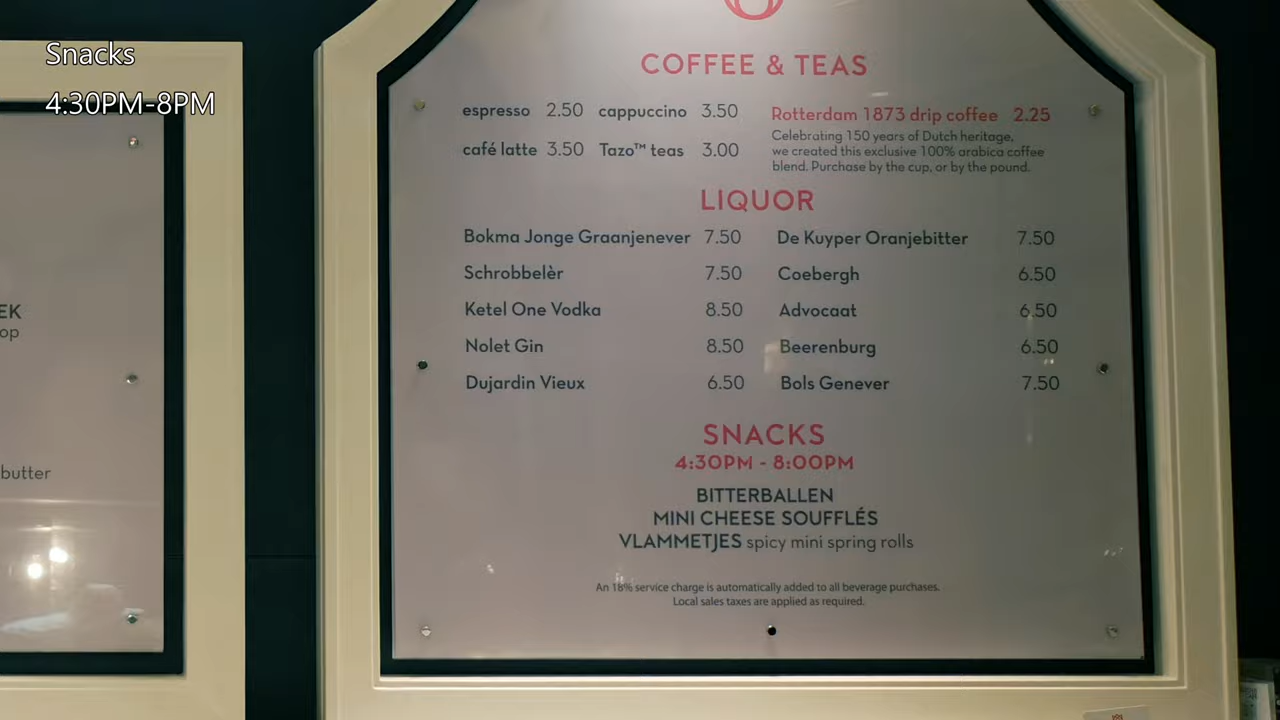 Snacks
4:30PM-8PM
EK
op
butter
COFFEE & TEAS
espresso 2.50 cappuccino 3.50
café latte 3.50 Tazo™ teas 3.00
Rotterdam 1873 drip coffee 2.25
Celebrating 150 years of Dutch heritage,
we created this exclusive 100% arabica coffee
blend. Purchase by the cup, or by the pound.
LIQUOR
Bokma Jonge Graanjenever 7.50 De Kuyper Oranjebitter 7.50
Schrobbelèr 7.50 Coebergh 6.50
Ketel One Vodka 8.50 Advocaat 6.50
Nolet Gin 8.50 Beerenburg 6.50
Dujardin Vieux 6.50 Bols Genever 7.50
SNACKS
4:30PM - 8:00PM
BITTERBALLEN
MINI CHEESE SOUFFLÉS
VLAMMETJES spicy mini spring rolls
An 18% service charge is automatically added to all beverage purchases.
Local sales taxes are applied as required.